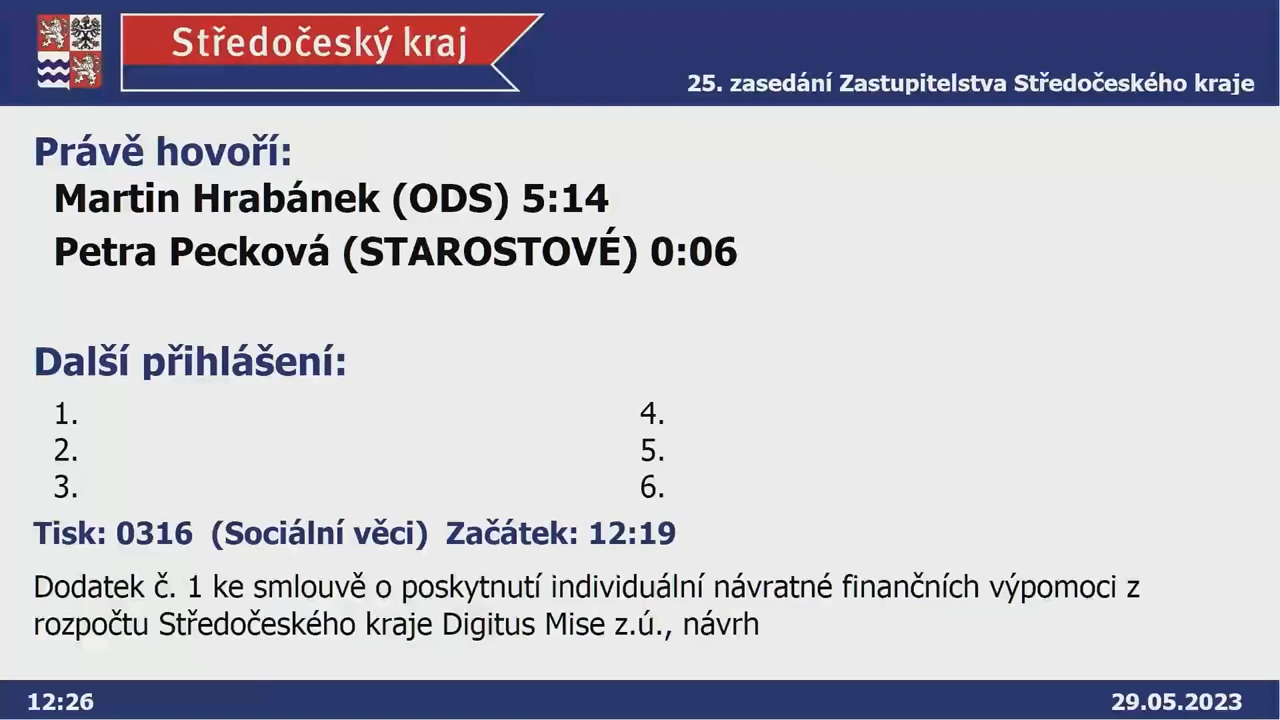 Středočeský kraj
25. zasedání Zastupitelstva Středočeského kraje
Právě hovoří:
Martin Hrabánek (ODS) 5:14
Petra Pecková (STAROSTOVÉ) 0:06
Další přihlášení:
1.
2.
3.
4.
5.
6.
Tisk: 0316 (Sociální věci) Začátek: 12:19
Dodatek č. 1 ke smlouvě o poskytnutí individuální návratné finančních výpomoci z
rozpočtu Středočeského kraje Digitus Mise z.ú., návrh
12:26
29.05.2023